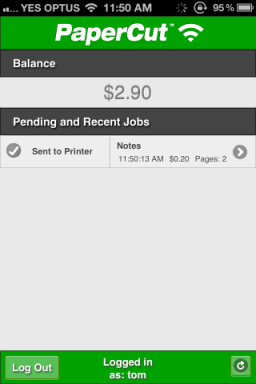 YES OPTUS 11:50 AM 95%
PaperCut™
Balance
$2.90
Pending and Recent Jobs
Sent to Printer
Notes
11:50:13 AM $0.20 Pages: 2
Log Out
Logged in
as: tom